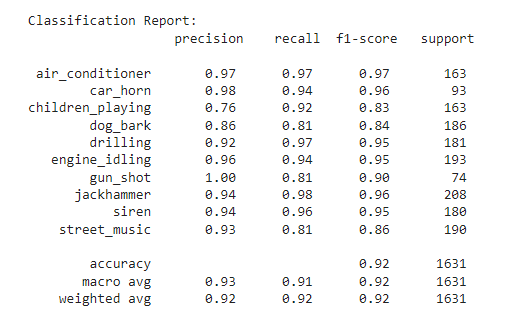 Classification Report:
precision recall f1-score support
air_conditioner 0.97 0.97 0.97 163
car_horn 0.98 0.94 0.96 93
children_playing 0.76 0.92 0.83 163
dog_bark 0.86 0.81 0.84 186
drilling 0.92 0.97 0.95 181
engine_idling 0.96 0.94 0.95 193
gun_shot 1.00 0.81 0.90 74
jackhammer 0.94 0.98 0.96 208
siren 0.94 0.96 0.95 180
street_music 0.93 0.81 0.86 190
accuracy 0.92 1631
macro avg 0.93 0.91 0.92 1631
weighted avg 0.92 0.92 0.92 1631